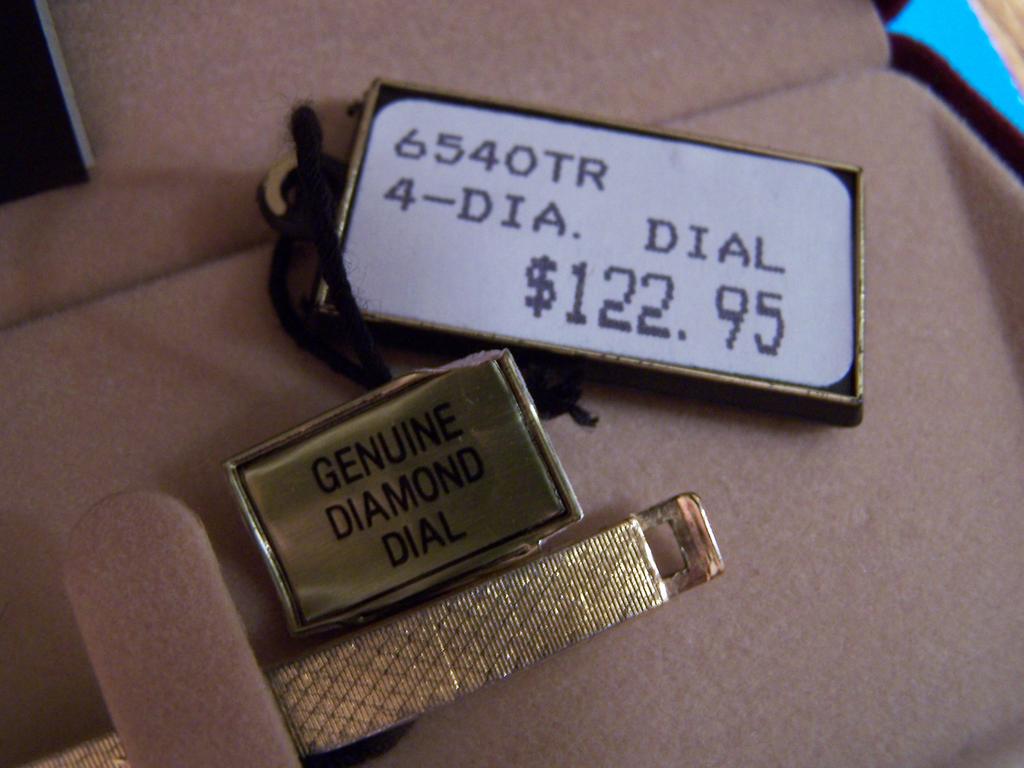 6540TR
4-DIA. DIAL
$122.95
GENUINE
DIAMOND
DIAL